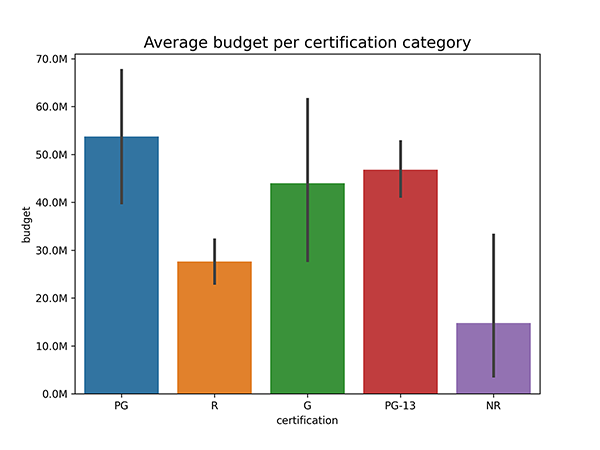 Average budget per certification category
70.0M
60.0M
50.0M
40.0M
30.0M
20.0M
10.0M
0.0M
budget
PG
R
G
PG-13
NR
certification